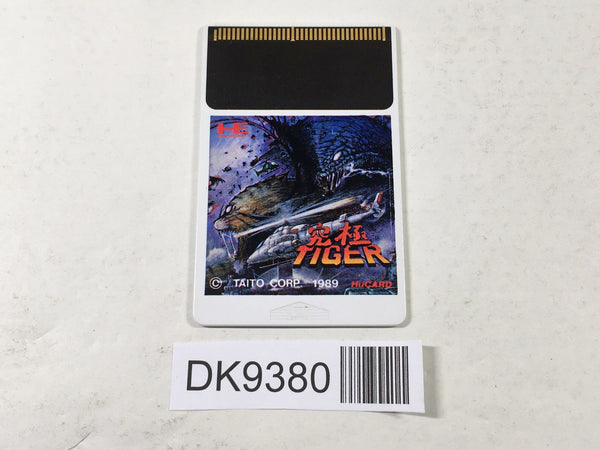 HE
究極
TIGER
© TAITO CORP. 1989 HuCARD
DK9380